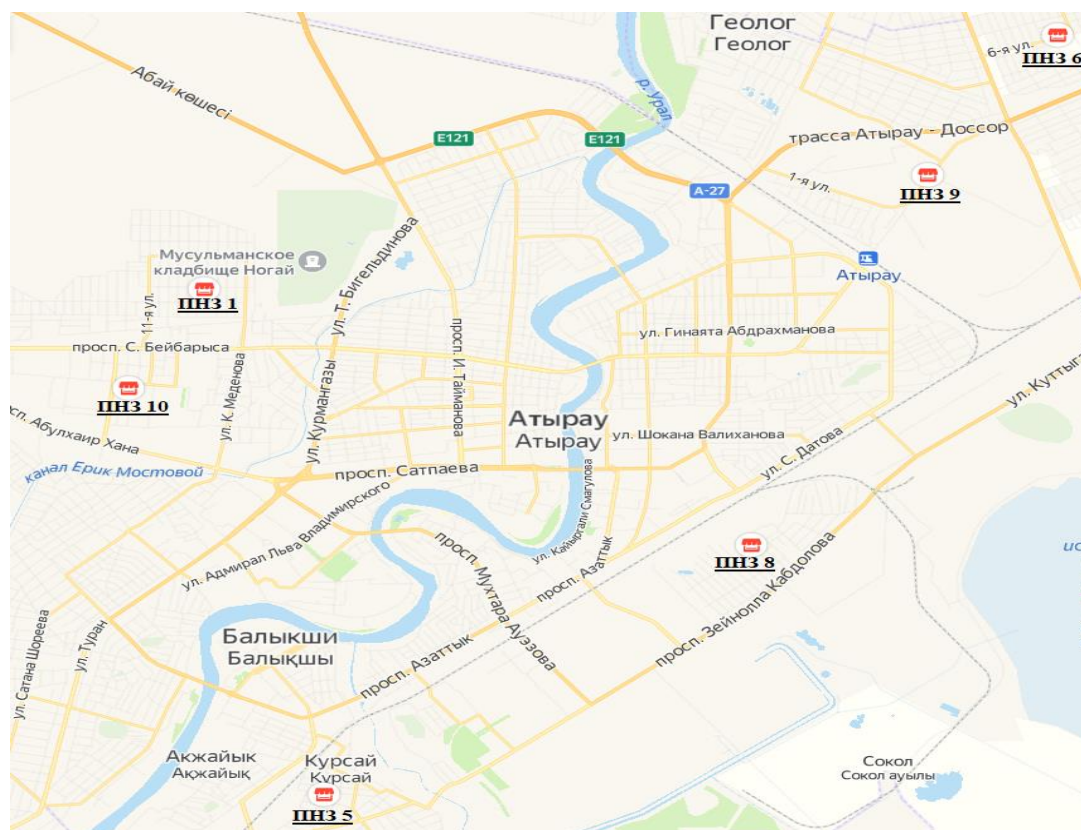 Геолог
Геолог
6-я ул.
ПНЗ 6
Абай көшесі
р. Урал
E121
E121
трасса Атырау - Доссор
A-27
1-я ул.
ПНЗ 9
Мусульманское
кладбище Ногай
ул. Т. Бигельдинова
Атырау
ПНЗ 1
11-я ул.
просп. С. Бейбарыса
ул. К. Меденова
ул. Курмангазы
просп. И. Тайманова
ул. Гинаята Абдрахманова
ПНЗ 10
ул. Куттыг
Атырау
Атырау
ул. Шокана Валиханова
осп. Абулхаир Хана
канал Ерик Мостовой
просп. Сатпаева
ул. С. Датова
ул. Адмирал Льва Владимирского
ул. Кайыргали Смагулова
просп. Азаттык
просп. Мухтара Ауэзова
ПНЗ 8
просп. Зейнолла Кабдолова
ис
ул. Сатана Шореева
ул. Туран
Балыкши
Балықшы
просп. Азаттык
Акжайык
Ақжайық
Курсай
Құрсай
ПНЗ 5
Сокол
Сокол ауылы